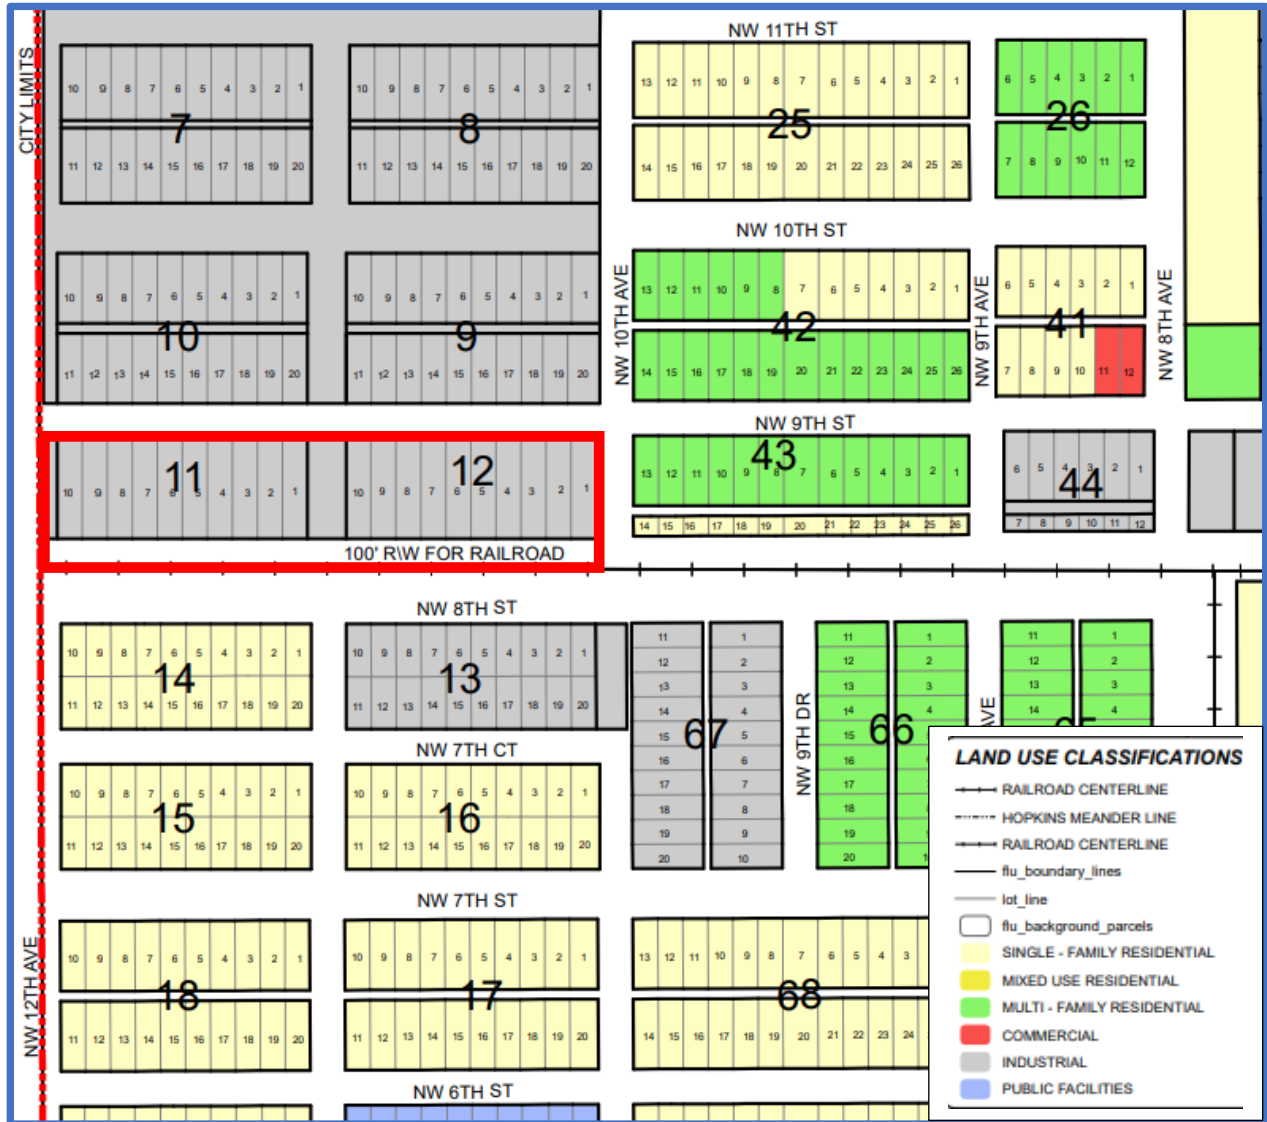 NW 11TH ST
CITY LIMITS
10 9 8 7 6 5 4 3 2 1
7
11 12 13 14 15 16 17 18 19 20
10 9 8 7 6 5 4 3 2 1
8
11 12 13 14 15 16 17 18 19 20
13 12 11 10 9 8 7 6 5 4 3 2 1
25
14 15 16 17 18 19 20 21 22 23 24 25 26
6 5 4 3 2 1
26
7 8 9 10 11 12
NW 10TH ST
10 9 8 7 6 5 4 3 2 1
10
11 12 13 14 15 16 17 18 19 20
10 9 8 7 6 5 4 3 2 1
9
11 12 13 14 15 16 17 18 19 20
NW 10TH AVE
13 12 11 10 9 8 7 6 5 4 3 2 1
42
14 15 16 17 18 19 20 21 22 23 24 25 26
NW 9TH AVE
6 5 4 3 2 1
41
7 8 9 10 11 12
NW 8TH AVE
NW 9TH ST
11
10 9 8 7 6 5 4 3 2 1
12
10 9 8 7 6 5 4 3 2 1
100' R\W FOR RAILROAD
43
13 12 11 10 9 8 7 6 5 4 3 2 1
14 15 16 17 18 19 20 21 22 23 24 25 26
6 5 4 3 2 1
44
7 8 9 10 11 12
NW 8TH ST
10 9 8 7 6 5 4 3 2 1
14
11 12 13 14 15 16 17 18 19 20
10 9 8 7 6 5 4 3 2 1
13
11 12 13 14 15 16 17 18 19 20
11 1
12 2
13 3
14 4
67
15 5
16 6
17 7
18 8
19 9
20 10
NW 9TH DR
11 1
12 2
13 3
14 4
66
15
16
17
18
19
20
AVE
11 1
12 2
13 3
14 4
NW 7TH CT
10 9 8 7 6 5 4 3 2 1
15
11 12 13 14 15 16 17 18 19 20
10 9 8 7 6 5 4 3 2 1
16
11 12 13 14 15 16 17 18 19 20
NW 7TH ST
NW 12TH AVE
10 9 8 7 6 5 4 3 2 1
18
11 12 13 14 15 16 17 18 19 20
10 9 8 7 6 5 4 3 2 1
17
11 12 13 14 15 16 17 18 19 20
13 12 11 10 9 8 7 6 5 4 3
68
14 15 16 17 18 19 20 21 22 23 24
NW 6TH ST
LAND USE CLASSIFICATIONS
RAILROAD CENTERLINE
HOPKINS MEANDER LINE
RAILROAD CENTERLINE
flu_boundary_lines
lot_line
flu_background_parcels
SINGLE - FAMILY RESIDENTIAL
MIXED USE RESIDENTIAL
MULTI - FAMILY RESIDENTIAL
COMMERCIAL
INDUSTRIAL
PUBLIC FACILITIES